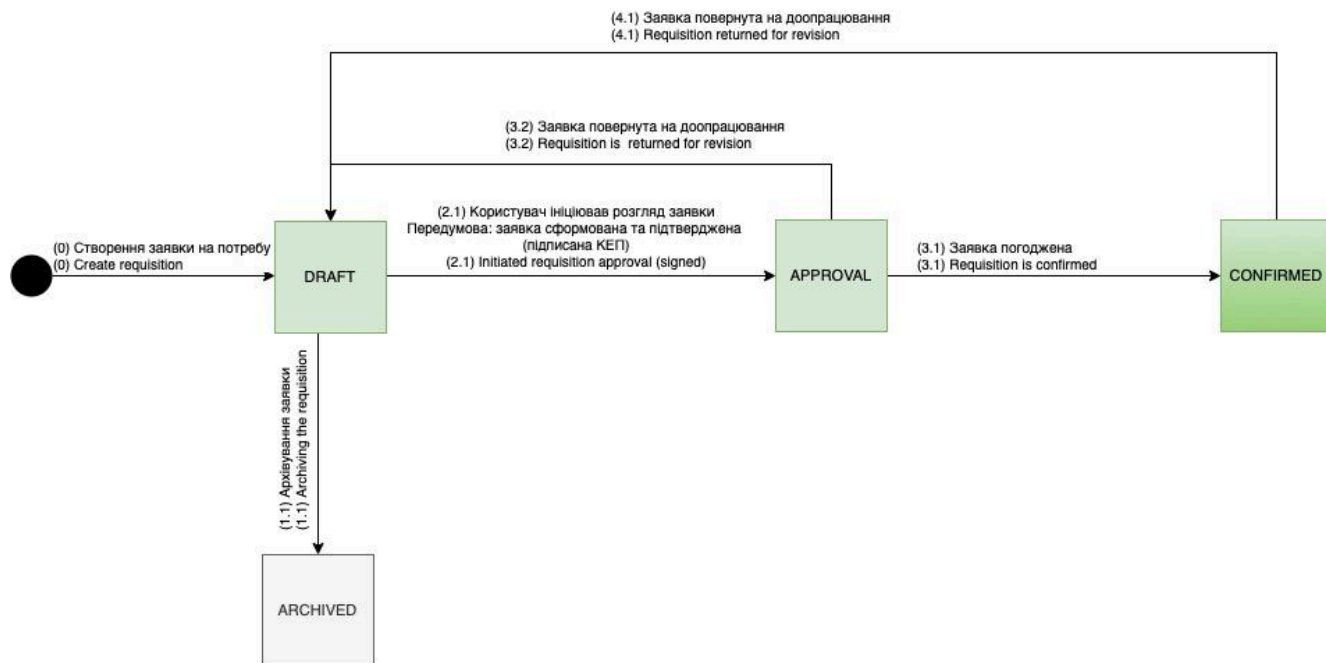 (4.1) Заявка повернута на доопрацювання
(4.1) Requisition returned for revision
(3.2) Заявка повернута на доопрацювання
(3.2) Requisition is returned for revision
(0) Створення заявки на потребу
(0) Create requisition
DRAFT
(2.1) Користувач ініціював розгляд заявки
Передумова: заявка сформована та підтверджена
(підписана КЕП)
(2.1) Initiated requisition approval (signed)
APPROVAL
(3.1) Заявка погоджена
(3.1) Requisition is confirmed
CONFIRMED
(1.1) Архівування заявки
(1.1) Archiving the requisition
ARCHIVED